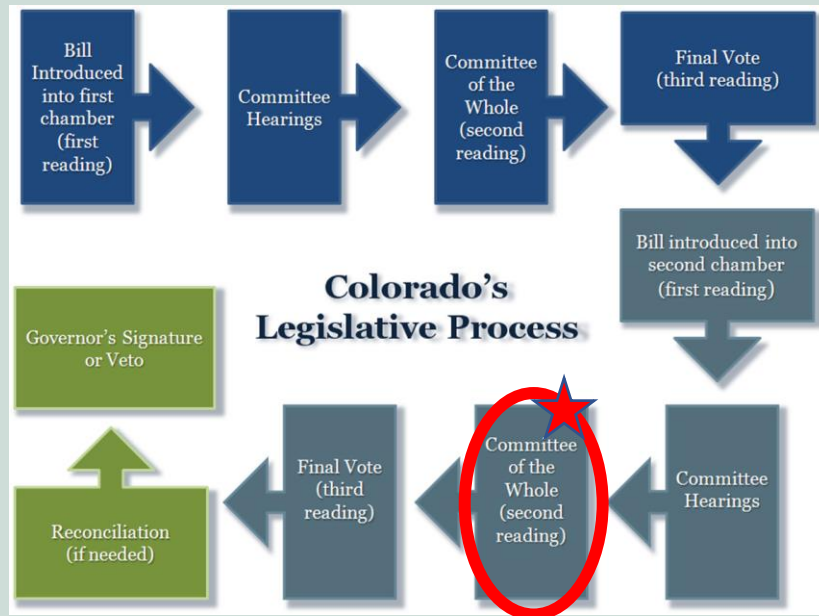 Bill
Introduced
into first
chamber
(first
reading)
Committee
Hearings
Committee
of the
Whole
(second
reading)
Final Vote
(third reading)
Bill introduced into
second chamber
(first reading)
Colorado's
Legislative Process
Governor's Signature
or Veto
Committee
Hearings
Committee
of the
Whole
(second
reading)
Final Vote
(third
reading)
Reconciliation
(if needed)